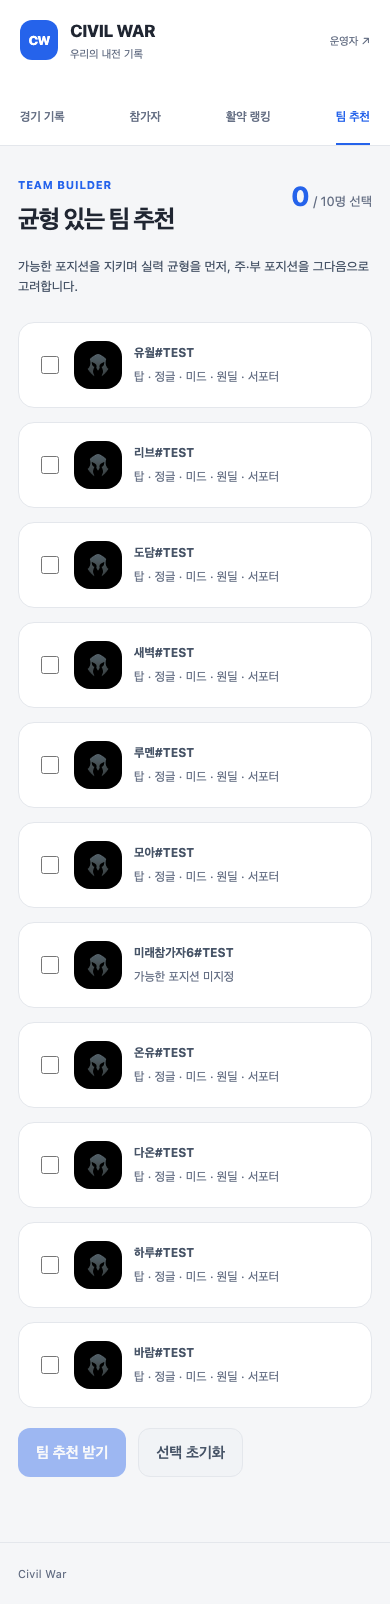 CW
CIVIL WAR
우리의 내전 기록
운영자 ↗
경기 기록
참가자
활약 랭킹
팀 추천
TEAM BUILDER
균형 있는 팀 추천
0 / 10명 선택
가능한 포지션을 지키며 실력 균형을 먼저, 주·부 포지션을 그다음으로
고려합니다.
유월#TEST
탑 · 정글 · 미드 · 원딜 · 서포터
리브#TEST
탑 · 정글 · 미드 · 원딜 · 서포터
도담#TEST
탑 · 정글 · 미드 · 원딜 · 서포터
새벽#TEST
탑 · 정글 · 미드 · 원딜 · 서포터
루멘#TEST
탑 · 정글 · 미드 · 원딜 · 서포터
모아#TEST
탑 · 정글 · 미드 · 원딜 · 서포터
미래참가자6#TEST
가능한 포지션 미지정
온유#TEST
탑 · 정글 · 미드 · 원딜 · 서포터
다온#TEST
탑 · 정글 · 미드 · 원딜 · 서포터
하루#TEST
탑 · 정글 · 미드 · 원딜 · 서포터
바람#TEST
탑 · 정글 · 미드 · 원딜 · 서포터
팀 추천 받기
선택 초기화
Civil War